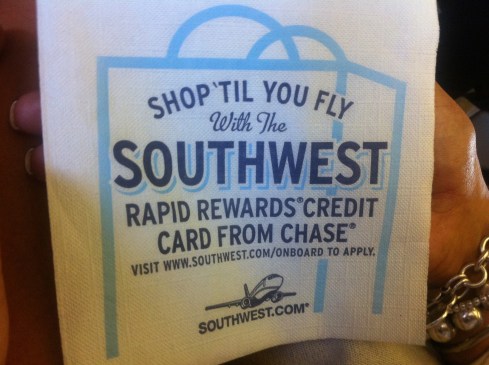 SHOP 'TIL YOU FLY
With The
SOUTHWEST
RAPID REWARDS® CREDIT
CARD FROM CHASE®
VISIT WWW.SOUTHWEST.COM/ONBOARD TO APPLY.
SOUTHWEST.COM®